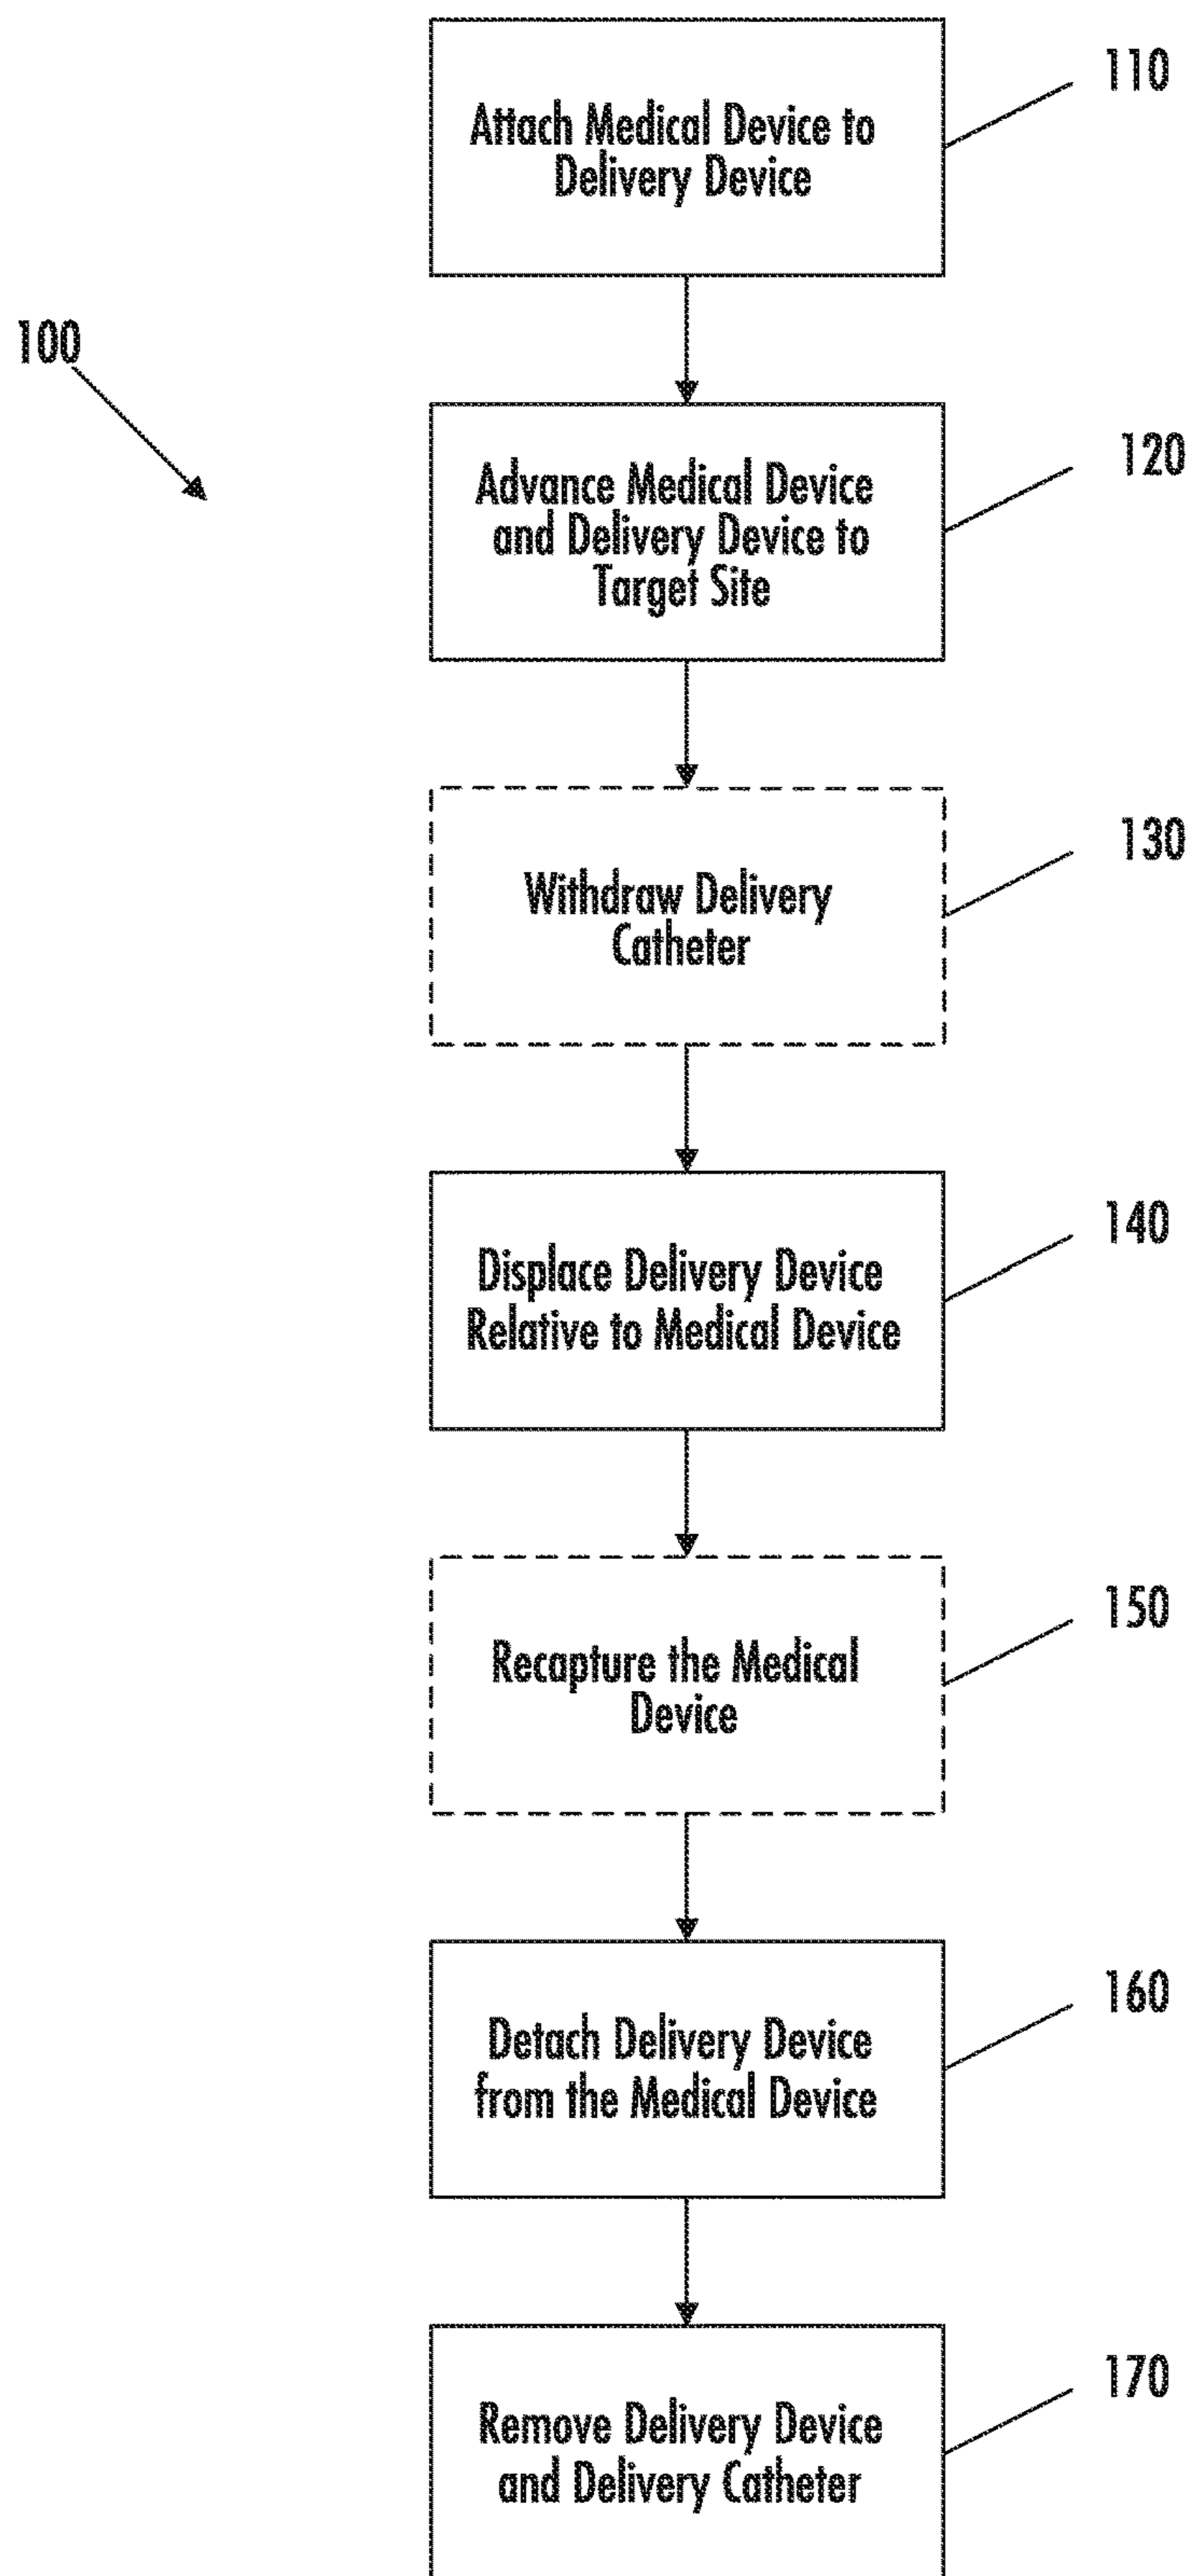 110
Attach Medical Device to
Delivery Device
100
120
Advance Medical Device
and Delivery Device to
Target Site
130
Withdraw Delivery
Catheter
140
Displace Delivery Device
Relative to Medical Device
150
Recapture the Medical
Device
160
Detach Delivery Device
from the Medical Device
170
Remove Delivery Device
and Delivery Catheter